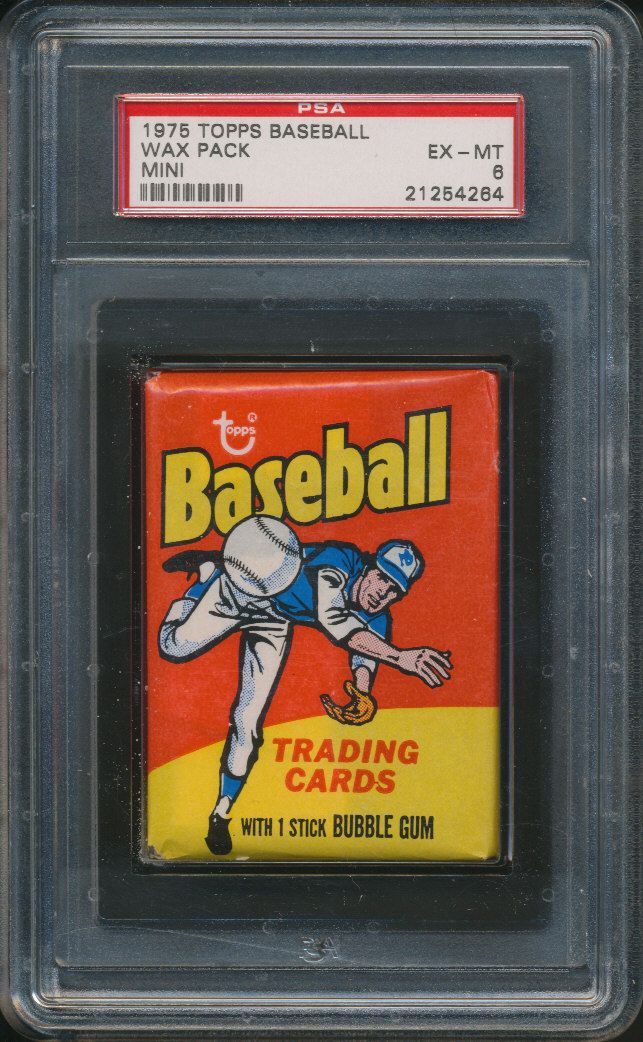 PSA
1975 TOPPS BASEBALL
WAX PACK EX - MT
MINI 6
21254264
topps®
Baseball
TRADING
CARDS
WITH 1 STICK BUBBLE GUM
PSA